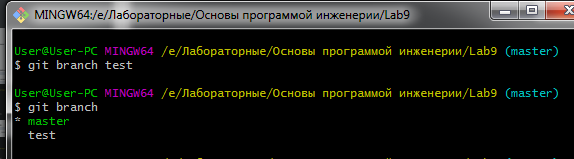 MINGW64:/e/Лабораторные/Основы программой инженерии/Lab9
User@User-PC MINGW64 /e/Лабораторные/Основы программой инженерии/Lab9 (master)
$ git branch test
User@User-PC MINGW64 /e/Лабораторные/Основы программой инженерии/Lab9 (master)
$ git branch
* master
test